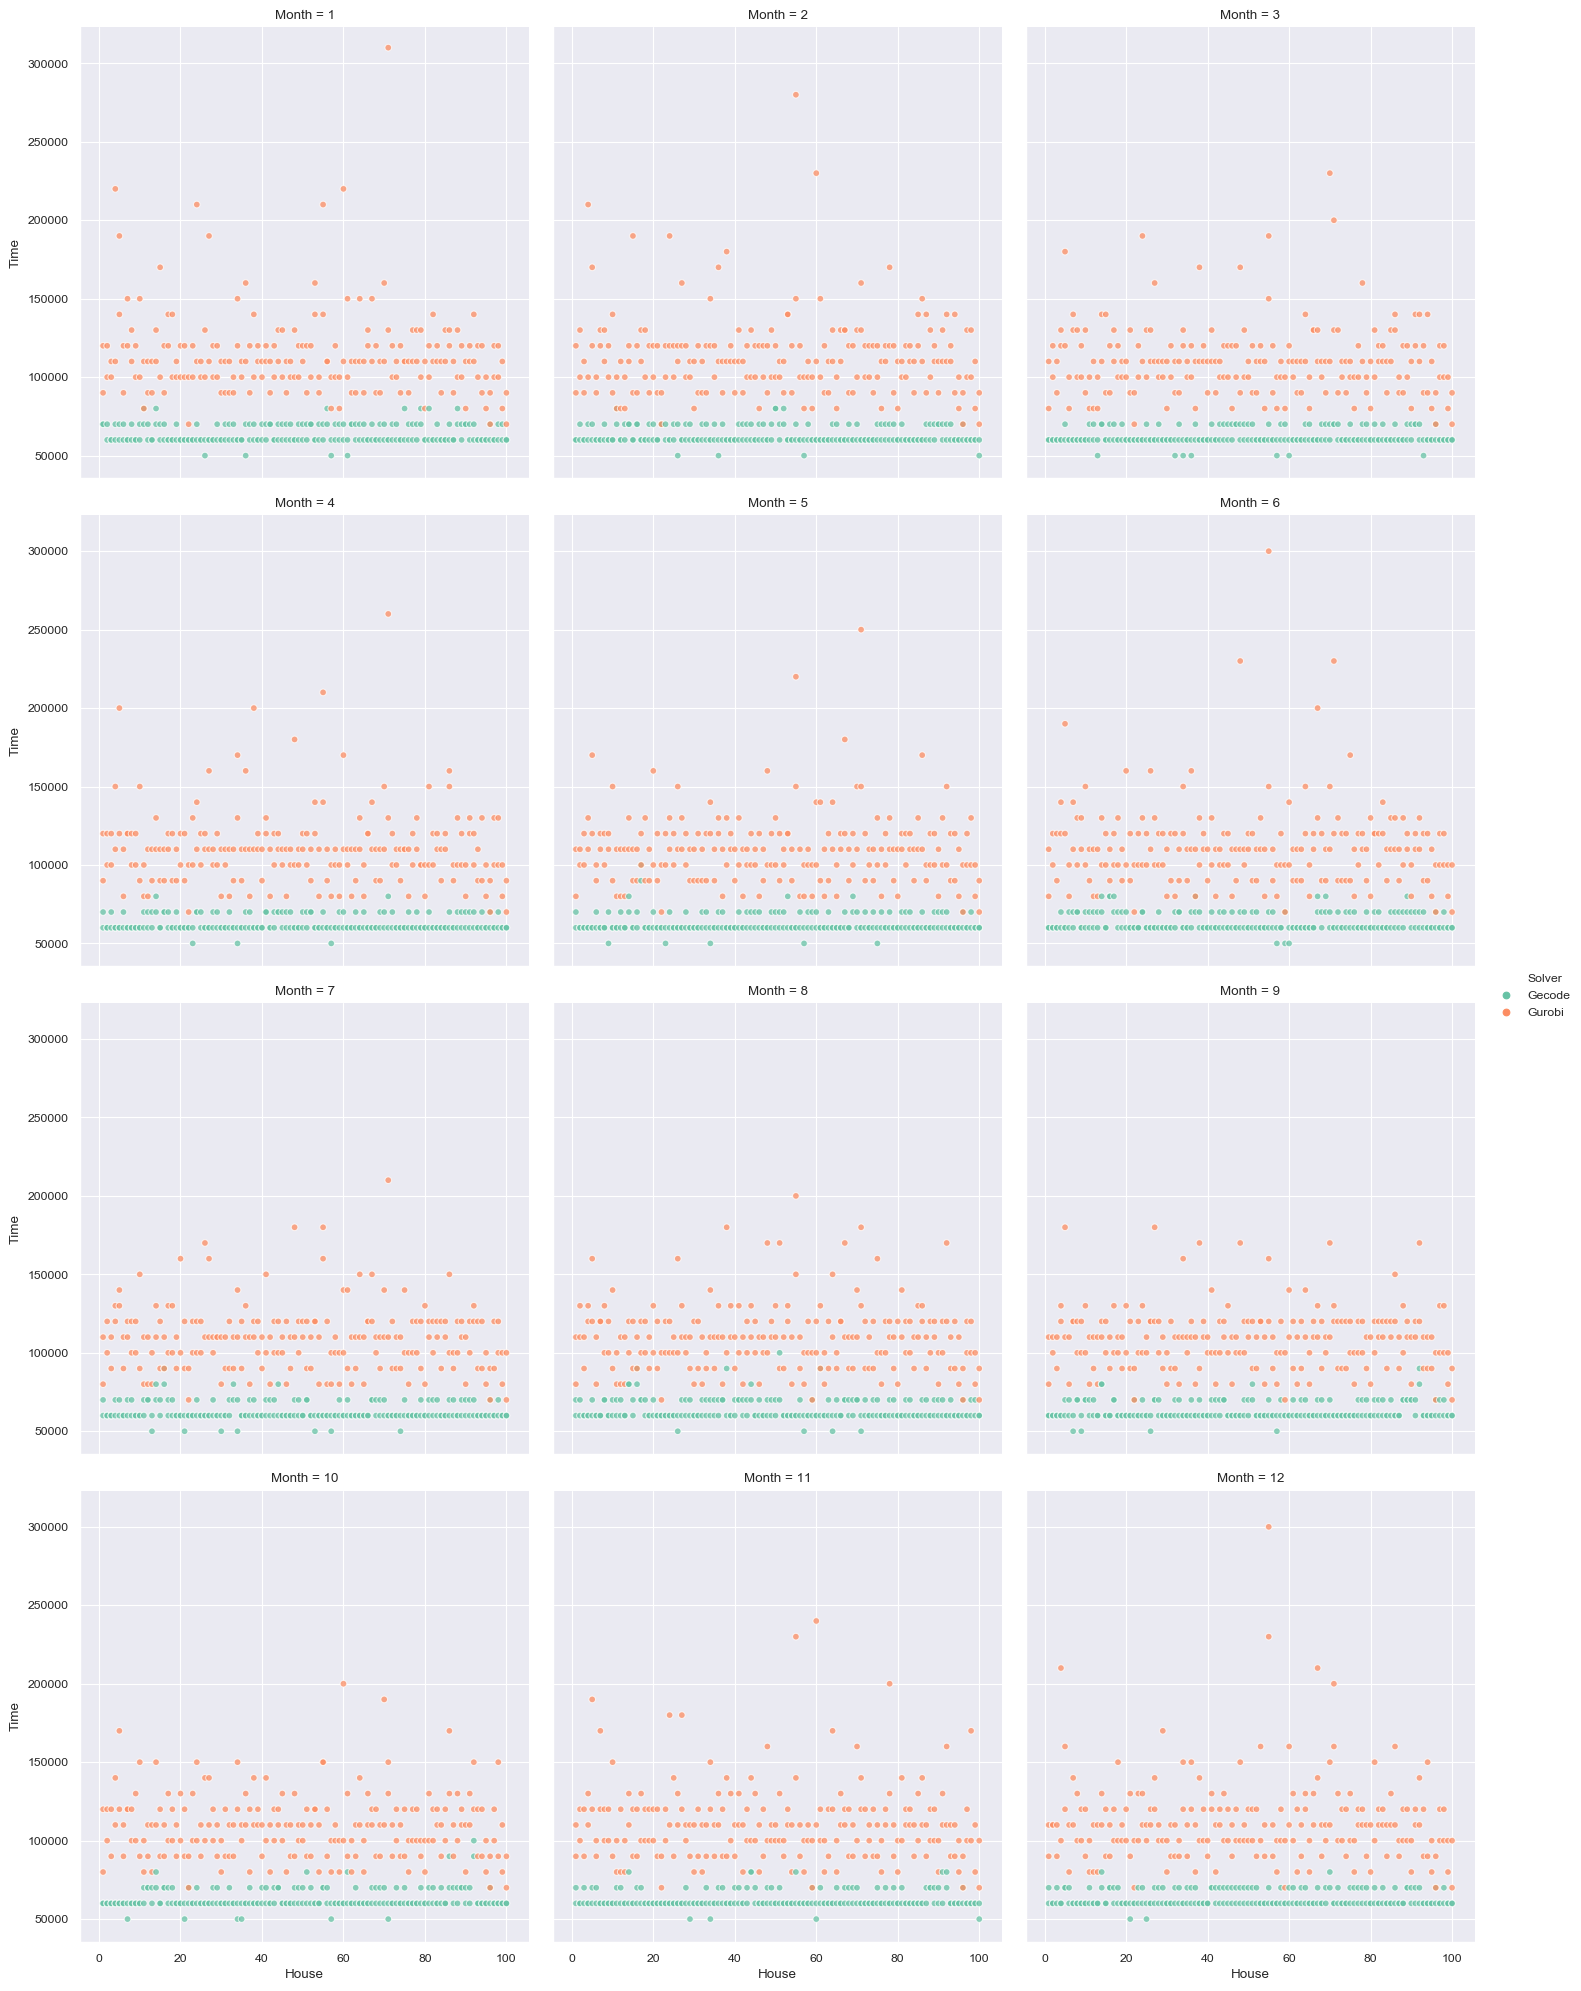 Month = 1
Month = 2
Month = 3
300000
250000
200000
150000
100000
50000
Time
Month = 4
Month = 5
Month = 6
300000
250000
200000
150000
100000
50000
Time
Solver
Gecode
Gurobi
Month = 7
Month = 8
Month = 9
300000
250000
200000
150000
100000
50000
Time
Month = 10
Month = 11
Month = 12
300000
250000
200000
150000
100000
50000
Time
0 20 40 60 80 100
House
0 20 40 60 80 100
House
0 20 40 60 80 100
House